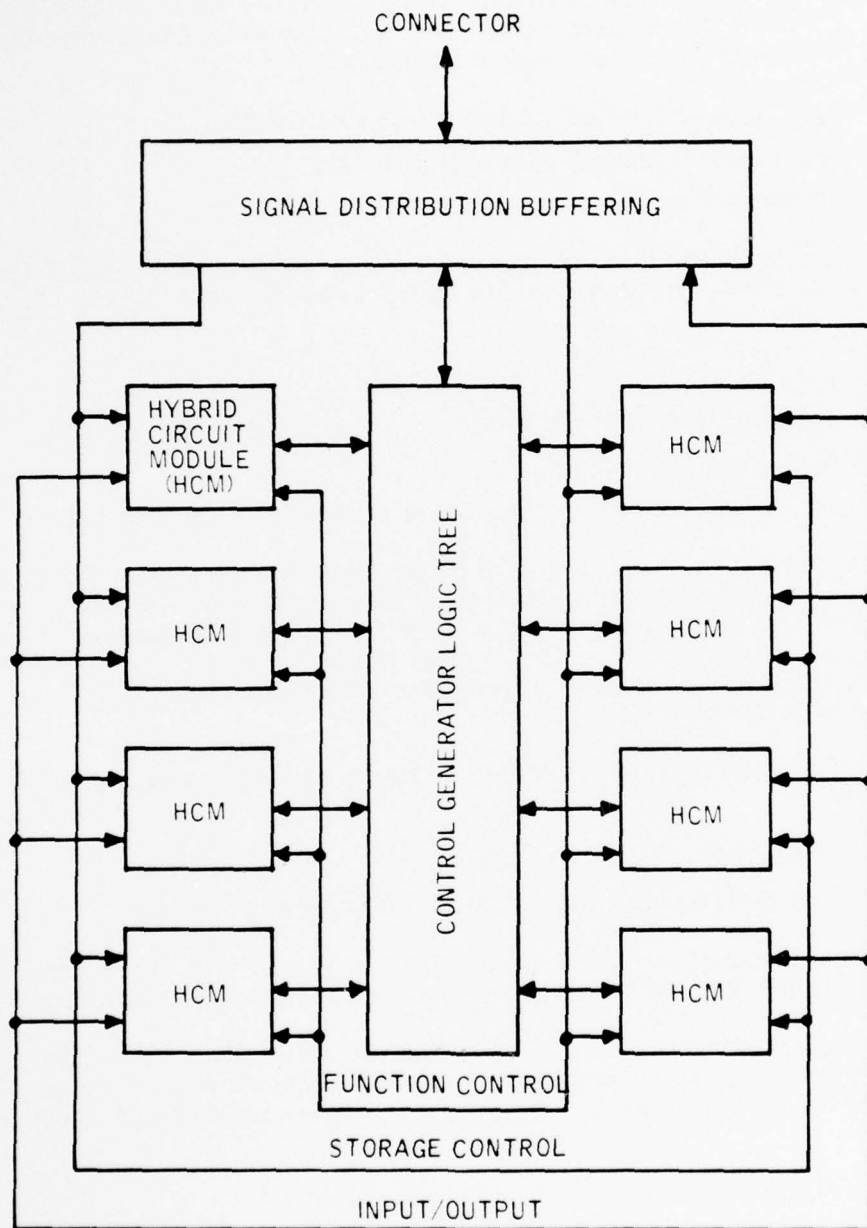 CONNECTOR
SIGNAL DISTRIBUTION BUFFERING
HYBRID
CIRCUIT
MODULE
(HCM)
HCM
HCM
HCM
CONTROL GENERATOR LOGIC TREE
HCM
HCM
HCM
HCM
FUNCTION CONTROL
STORAGE CONTROL
INPUT/OUTPUT